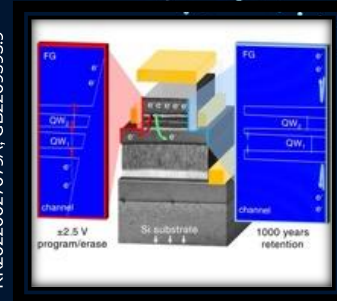 FG
e-
e-
QW2
QW1
e-
e-
channel
±2.5 V
program/erase
e- e- e- e- e-
e-
Si substrate
FG
e-
e-
QW2
QW1
e-
e-
channel
1000 years
retention